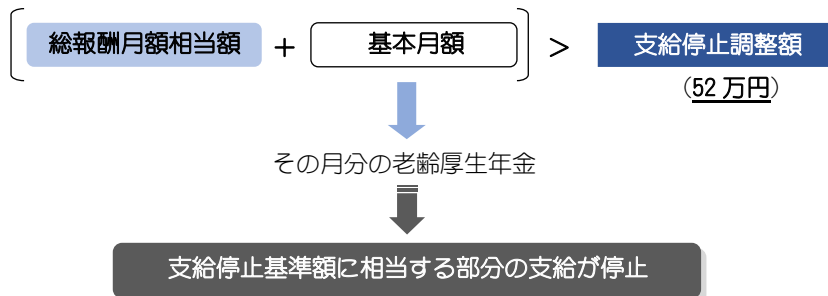 総報酬月額相当額 + 基本月額 > 支給停止調整額
(52 万円)
その月分の老齢厚生年金
支給停止基準額に相当する部分の支給が停止